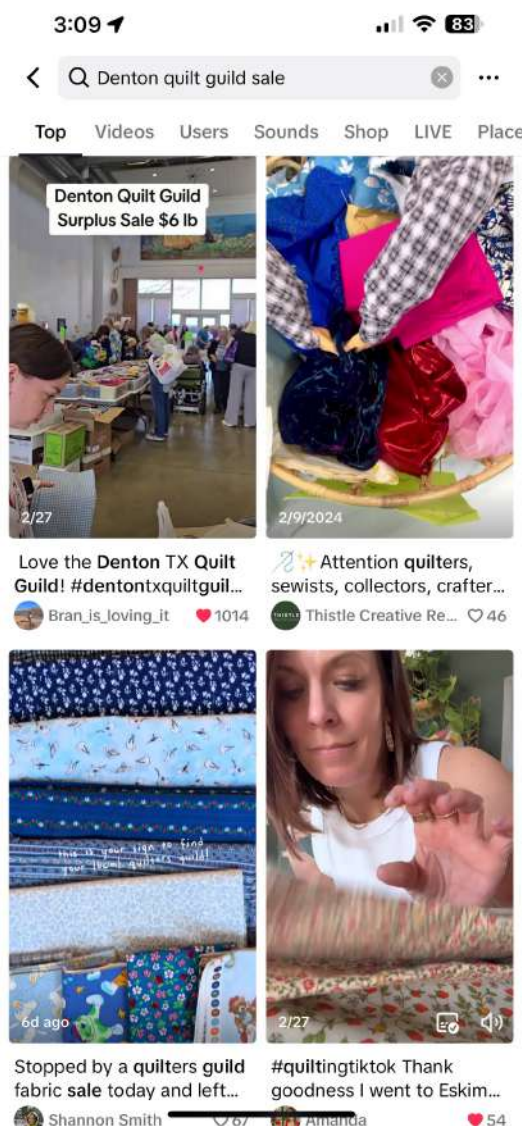 3:09
83
Denton quilt guild sale
Top Videos Users Sounds Shop LIVE Place
Denton Quilt Guild
Surplus Sale $6 lb
2/27
2/9/2024
Love the Denton TX Quilt
Guild! #dentontxquiltguil...
Bran_is_loving_it 1014
🪡✨Attention quilters,
sewists, collectors, crafter...
THISTLE
Thistle Creative Re... 46
this is your sign to find
your local quilters guild!
6d ago
2/27
Stopped by a quilters guild
fabric sale today and left...
Shannon Smith 67
#quiltingtiktok Thank
goodness I went to Eskim...
Amanda 54